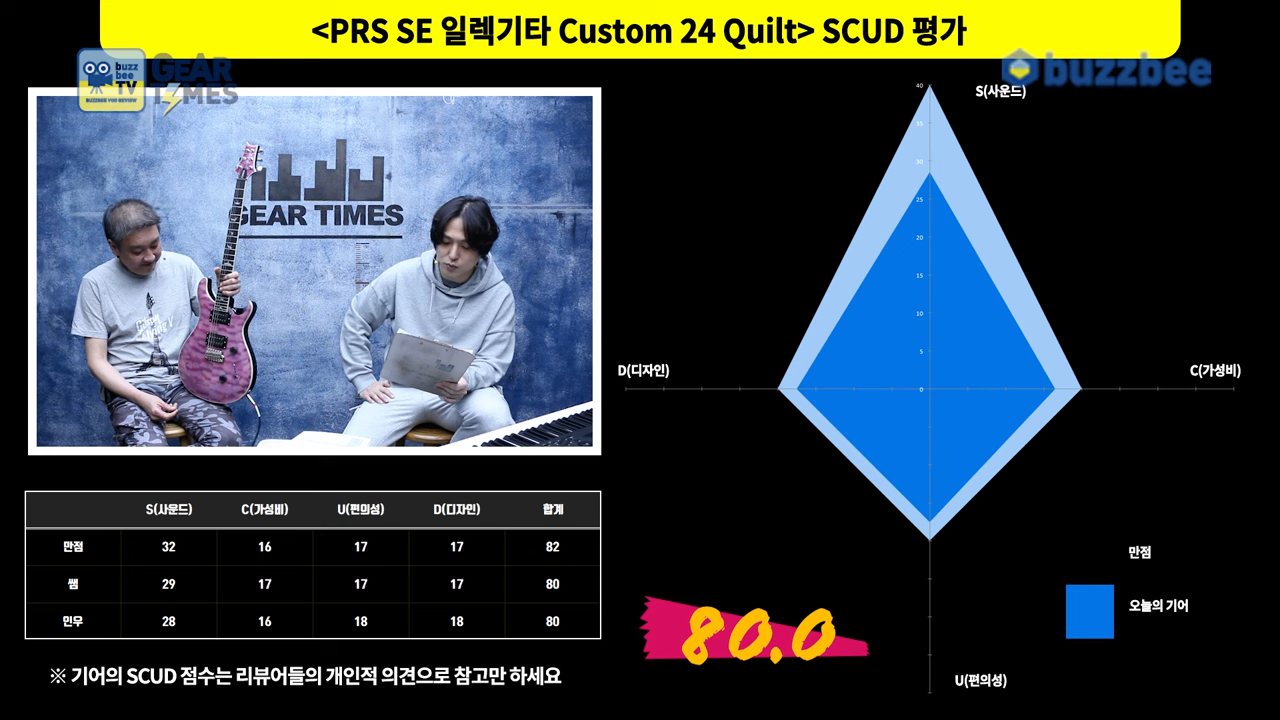 <PRS SE 일렉기타 Custom 24 Quilt> SCUD 평가
buzz
bee
TV
BUZZBEE VOD REVIEW
GEAR
TIMES
buzzbee
GEAR TIMES
S(사운드)
40
35
30
25
20
15
10
5
0
D(디자인)
C(가성비)
U(편의성)
만점
오늘의 기어
S(사운드) C(가성비) U(편의성) D(디자인) 합계
만점 32 16 17 17 82
쌤 29 17 17 17 80
민우 28 16 18 18 80
80.0
※ 기어의 SCUD 점수는 리뷰어들의 개인적 의견으로 참고만 하세요